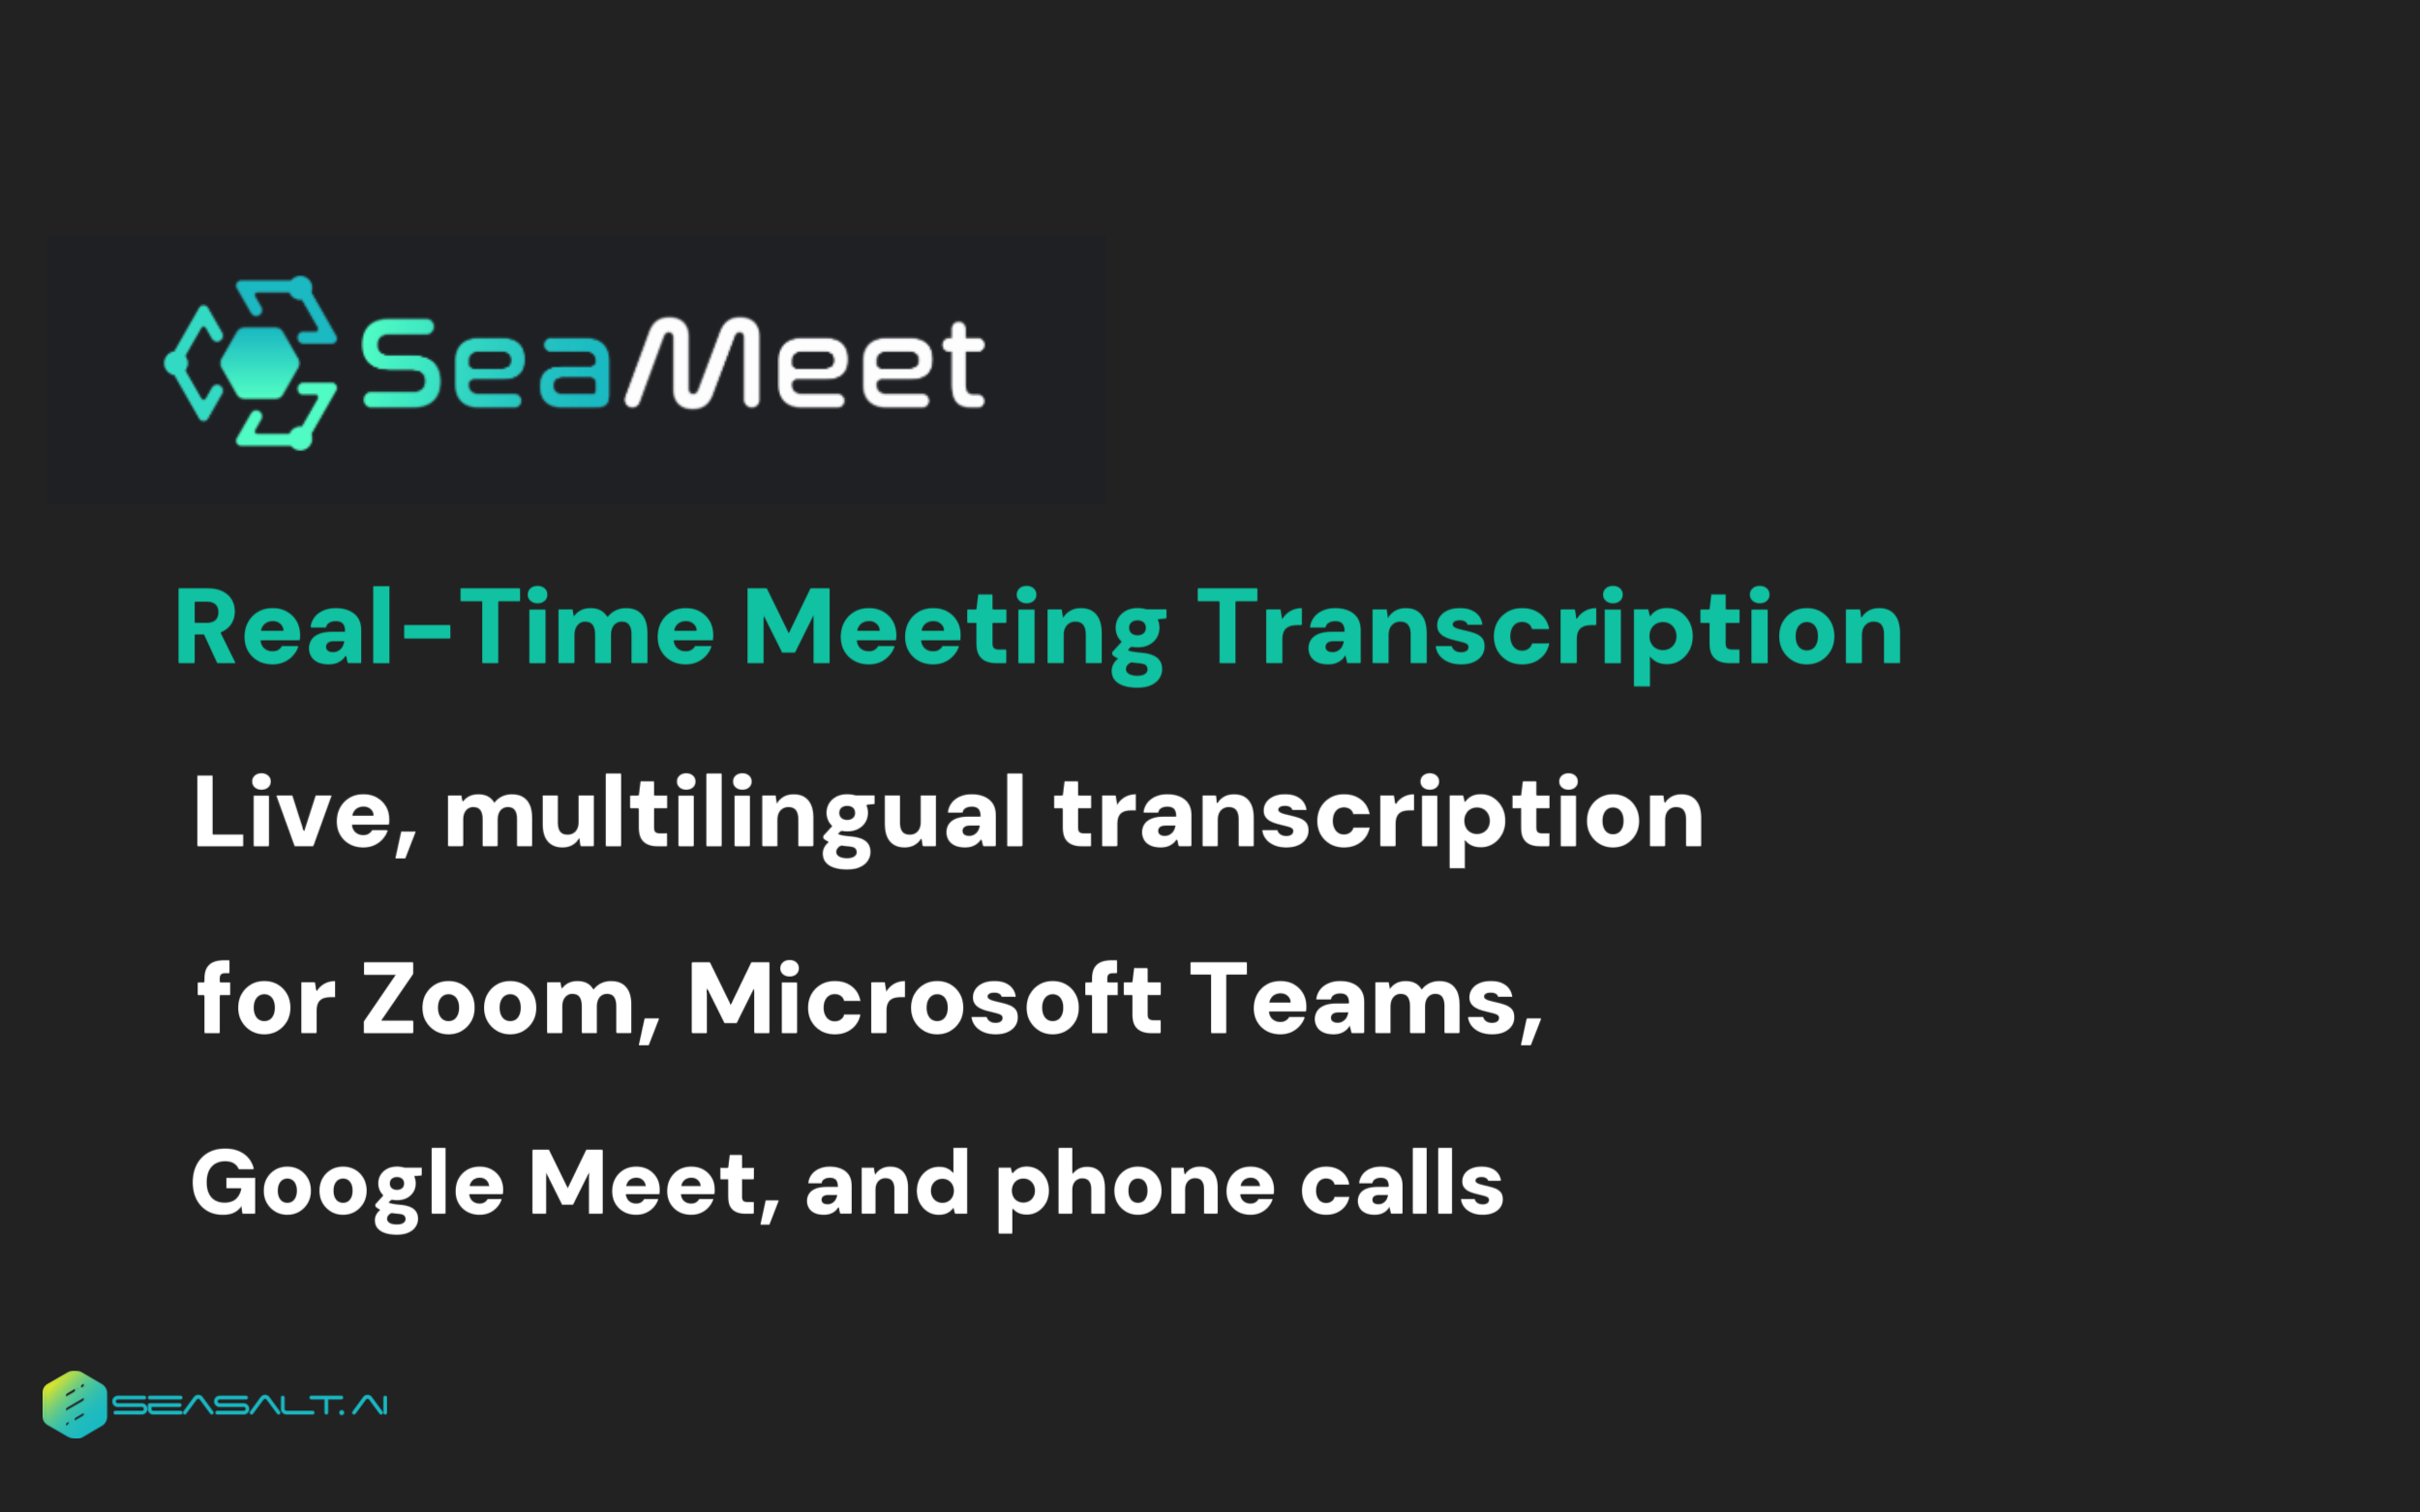 SeaMeet
Real-Time Meeting Transcription
Live, multilingual transcription
for Zoom, Microsoft Teams,
Google Meet, and phone calls
SEASALT.AI